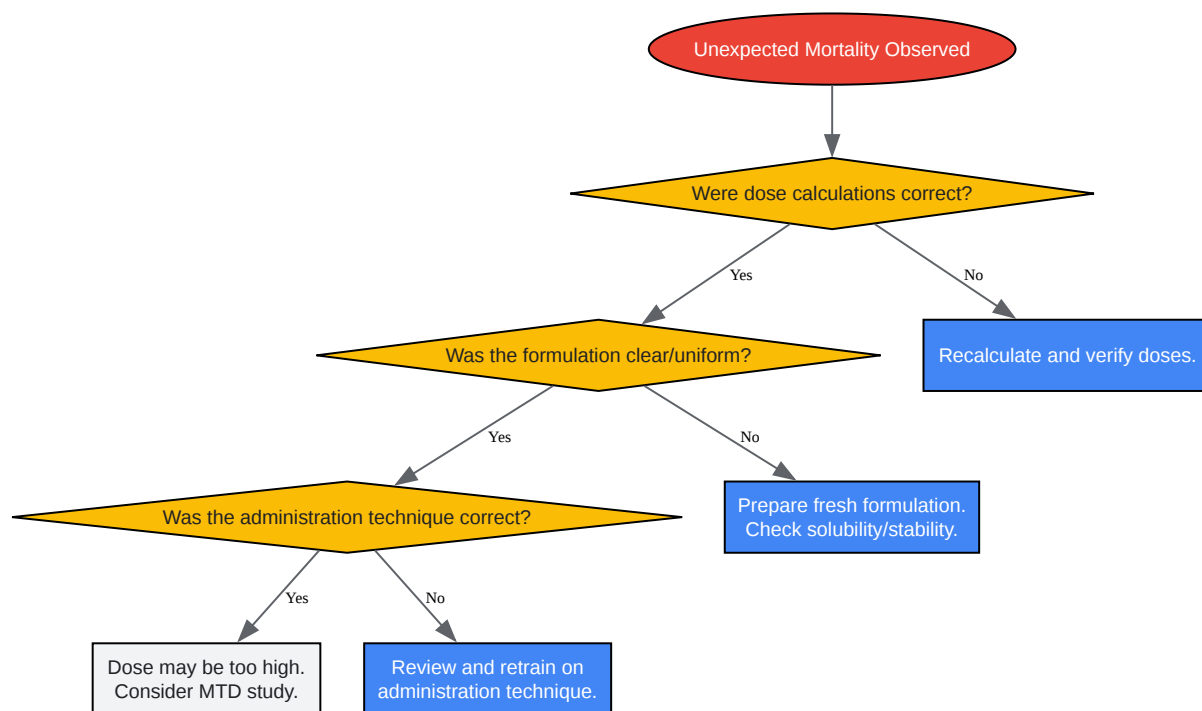 Unexpected Mortality Observed
Were dose calculations correct?
Yes
No
Was the formulation clear/uniform?
Recalculate and verify doses.
Yes
No
Was the administration technique correct?
Prepare fresh formulation.
Check solubility/stability.
Yes
No
Dose may be too high.
Consider MTD study.
Review and retrain on
administration technique.